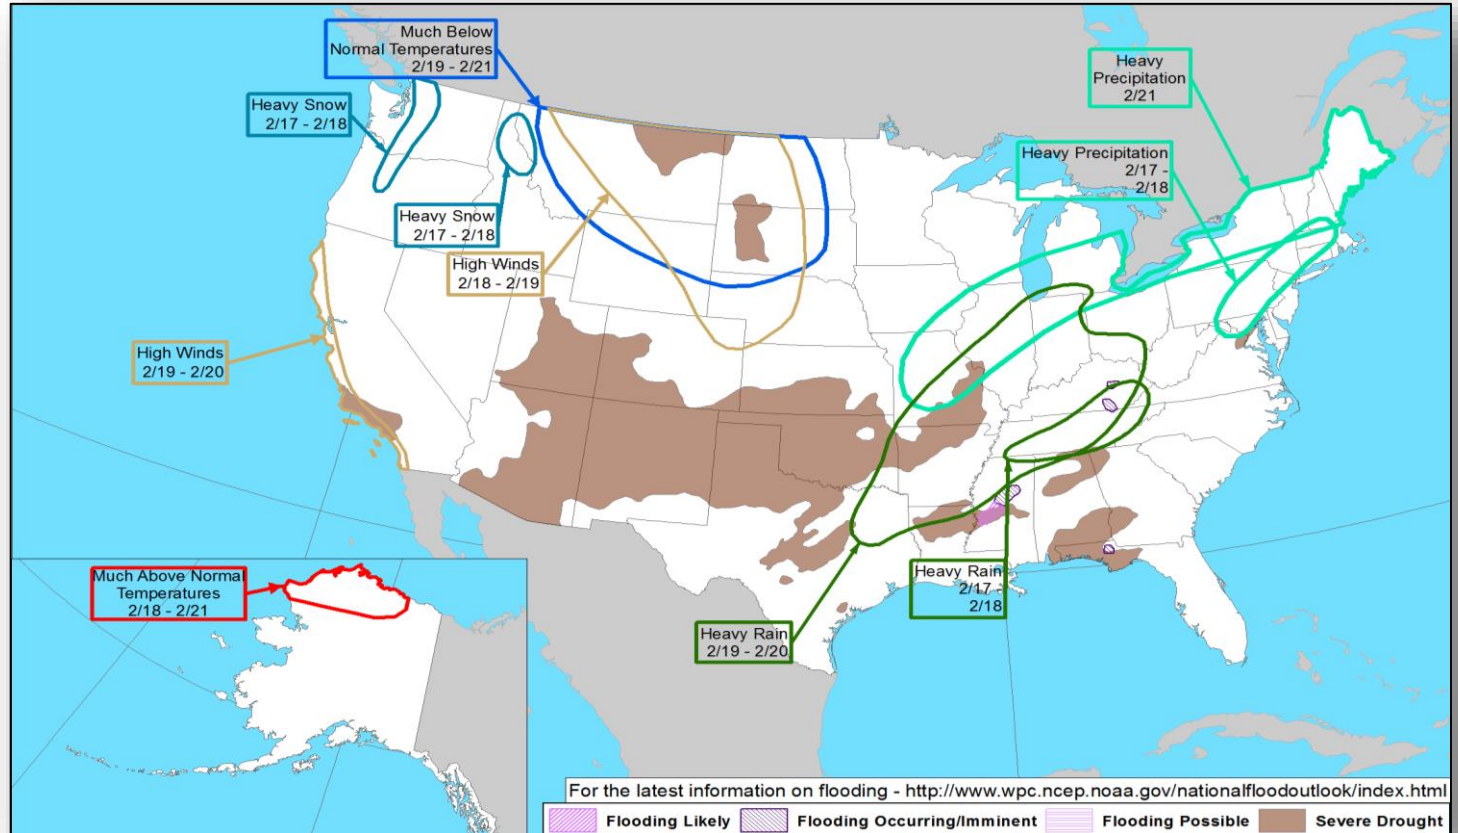 Much Below
Normal Temperatures
2/19 - 2/21
Heavy
Precipitation
2/21
Heavy Snow
2/17 - 2/18
Heavy Precipitation
2/17 -
2/18
Heavy Snow
2/17 - 2/18
High Winds
2/18 - 2/19
High Winds
2/19 - 2/20
Much Above Normal
Temperatures
2/18 - 2/21
Heavy Rain
2/17 -
2/18
Heavy Rain
2/19 - 2/20
For the latest information on flooding - http://www.wpc.ncep.noaa.gov/nationalfloodoutlook/index.html
Flooding Likely Flooding Occurring/Imminent Flooding Possible Severe Drought